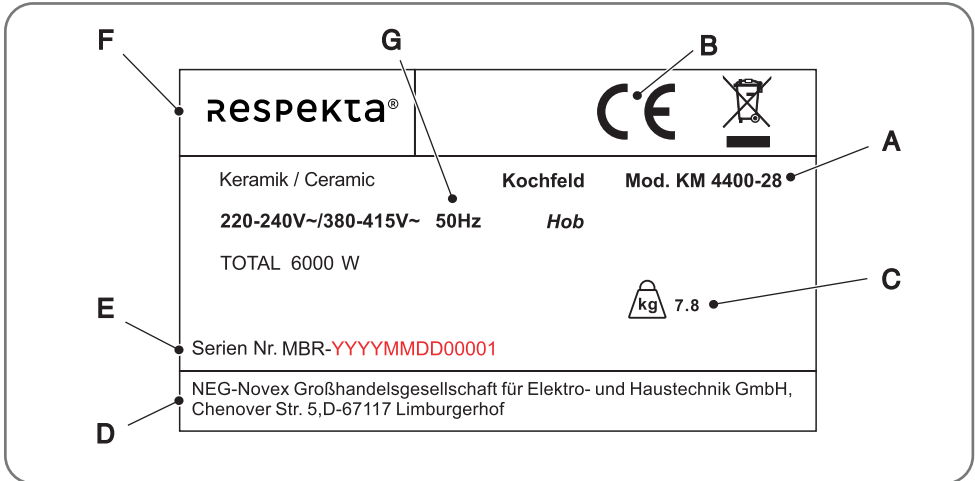 F
G
B
RESPEKTA®
CE
A
Keramik / Ceramic
Kochfeld
Mod. KM 4400-28
220-240V~/380-415V~ 50Hz
Hob
TOTAL 6000 W
C
kg 7.8
E
Serien Nr. MBR-YYYYMMDD00001
NEG-Novex Großhandelsgesellschaft für Elektro- und Haustechnik GmbH,
Chenover Str. 5,D-67117 Limburgerhof
D